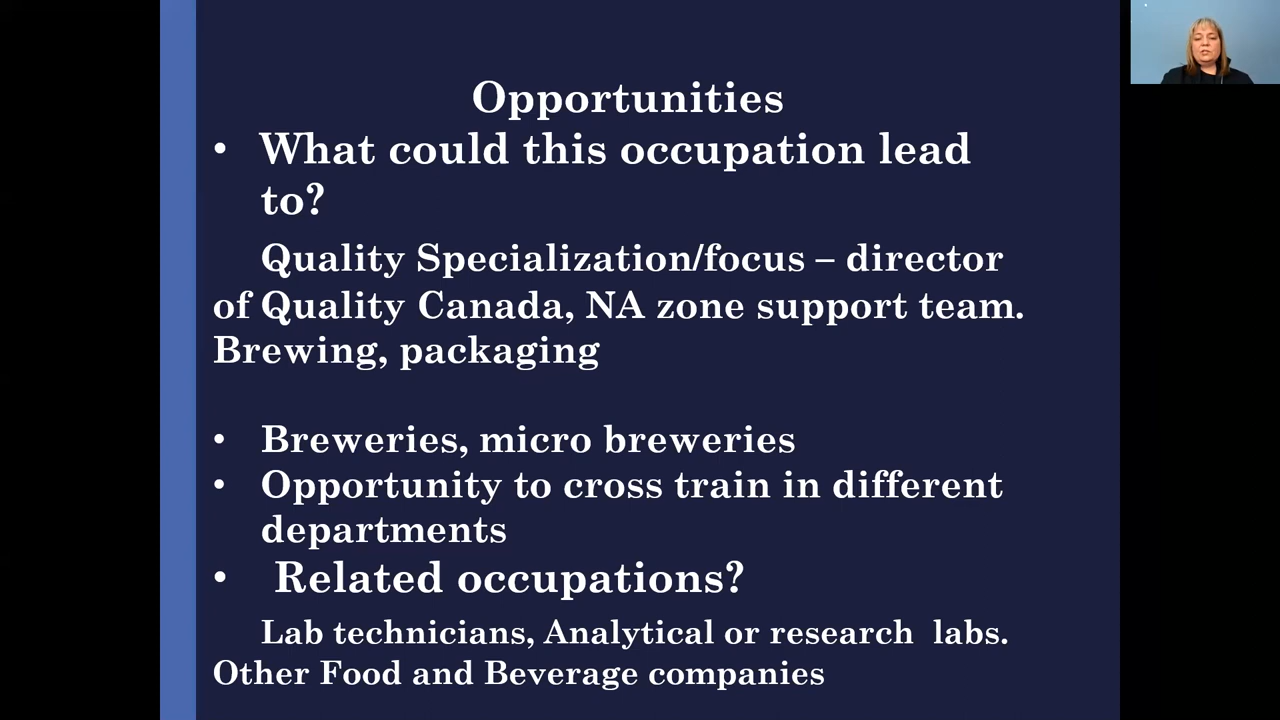 Opportunities
• What could this occupation lead
to?
Quality Specialization/focus – director
of Quality Canada, NA zone support team.
Brewing, packaging
• Breweries, micro breweries
• Opportunity to cross train in different
departments
• Related occupations?
Lab technicians, Analytical or research labs.
Other Food and Beverage companies